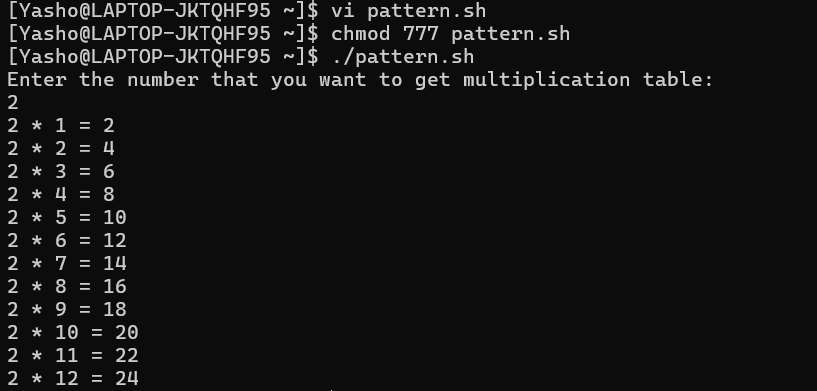 [Yasho@LAPTOP-JKTQHF95 ~]$ vi pattern.sh
[Yasho@LAPTOP-JKTQHF95 ~]$ chmod 777 pattern.sh
[Yasho@LAPTOP-JKTQHF95 ~]$ ./pattern.sh
Enter the number that you want to get multiplication table:
2
2 * 1 = 2
2 * 2 = 4
2 * 3 = 6
2 * 4 = 8
2 * 5 = 10
2 * 6 = 12
2 * 7 = 14
2 * 8 = 16
2 * 9 = 18
2 * 10 = 20
2 * 11 = 22
2 * 12 = 24